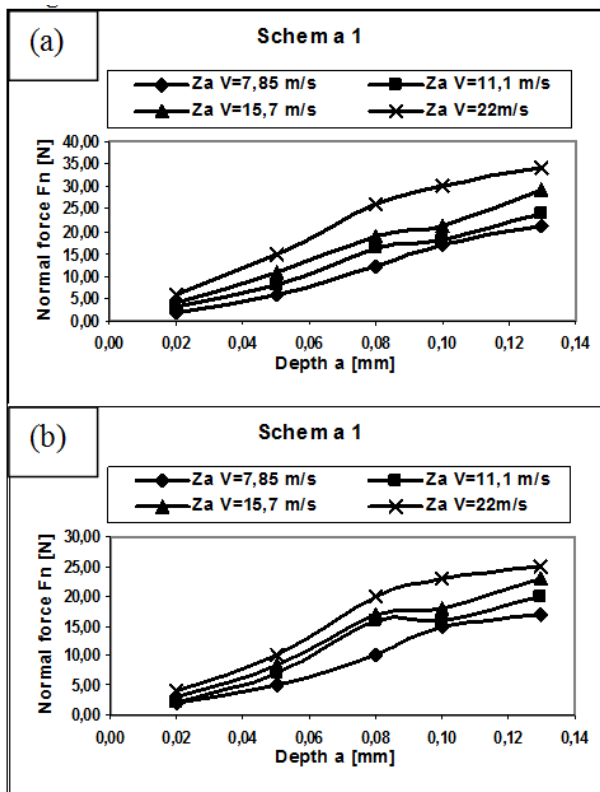 (a)
Schema 1
Za V=7,85 m/s Za V=11,1 m/s
Za V=15,7 m/s Za V=22m/s
Normal force Fn [N]
40,00
35,00
30,00
25,00
20,00
15,00
10,00
5,00
0,00
0,00 0,02 0,04 0,06 0,08 0,10 0,12 0,14
Depth a [mm]
(b)
Schema 1
Za V=7,85 m/s Za V=11,1 m/s
Za V=15,7 m/s Za V=22m/s
Normal force Fn [N]
30,00
25,00
20,00
15,00
10,00
5,00
0,00
0,00 0,02 0,04 0,06 0,08 0,10 0,12 0,14
Depth a [mm]